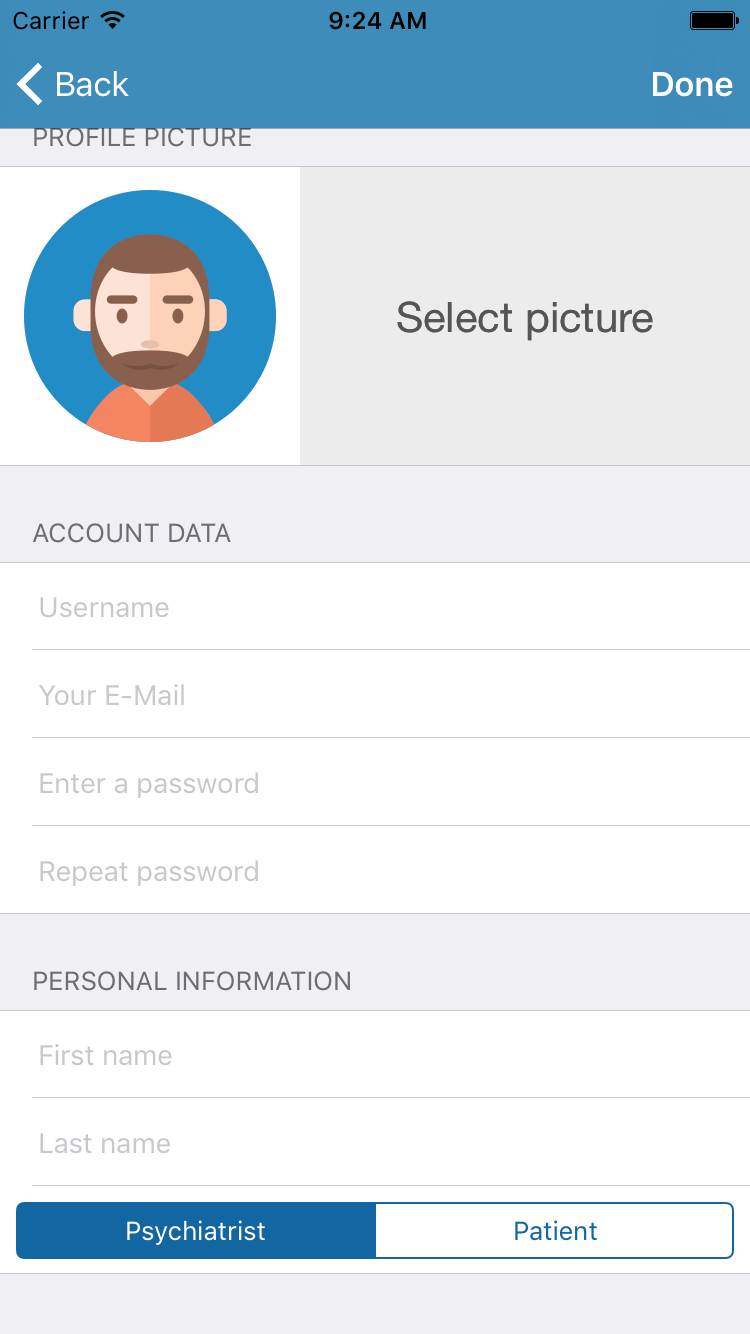 Carrier 9:24 AM
Back Done
PROFILE PICTURE
Select picture
ACCOUNT DATA
Username
Your E-Mail
Enter a password
Repeat password
PERSONAL INFORMATION
First name
Last name
Psychiatrist Patient